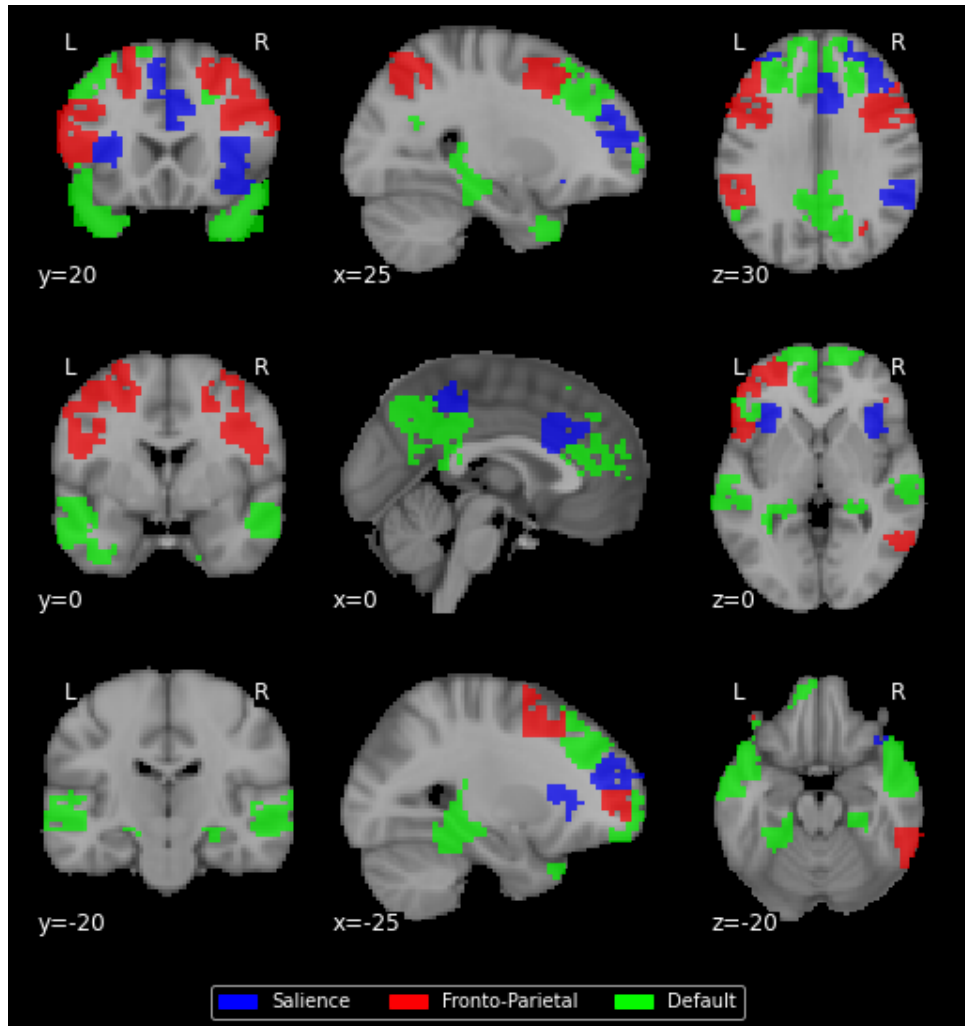 L R L R
y=20 x=25 z=30
L R L R
y=0 x=0 z=0
L R L R
y=-20 x=-25 z=-20
Salience Fronto-Parietal Default